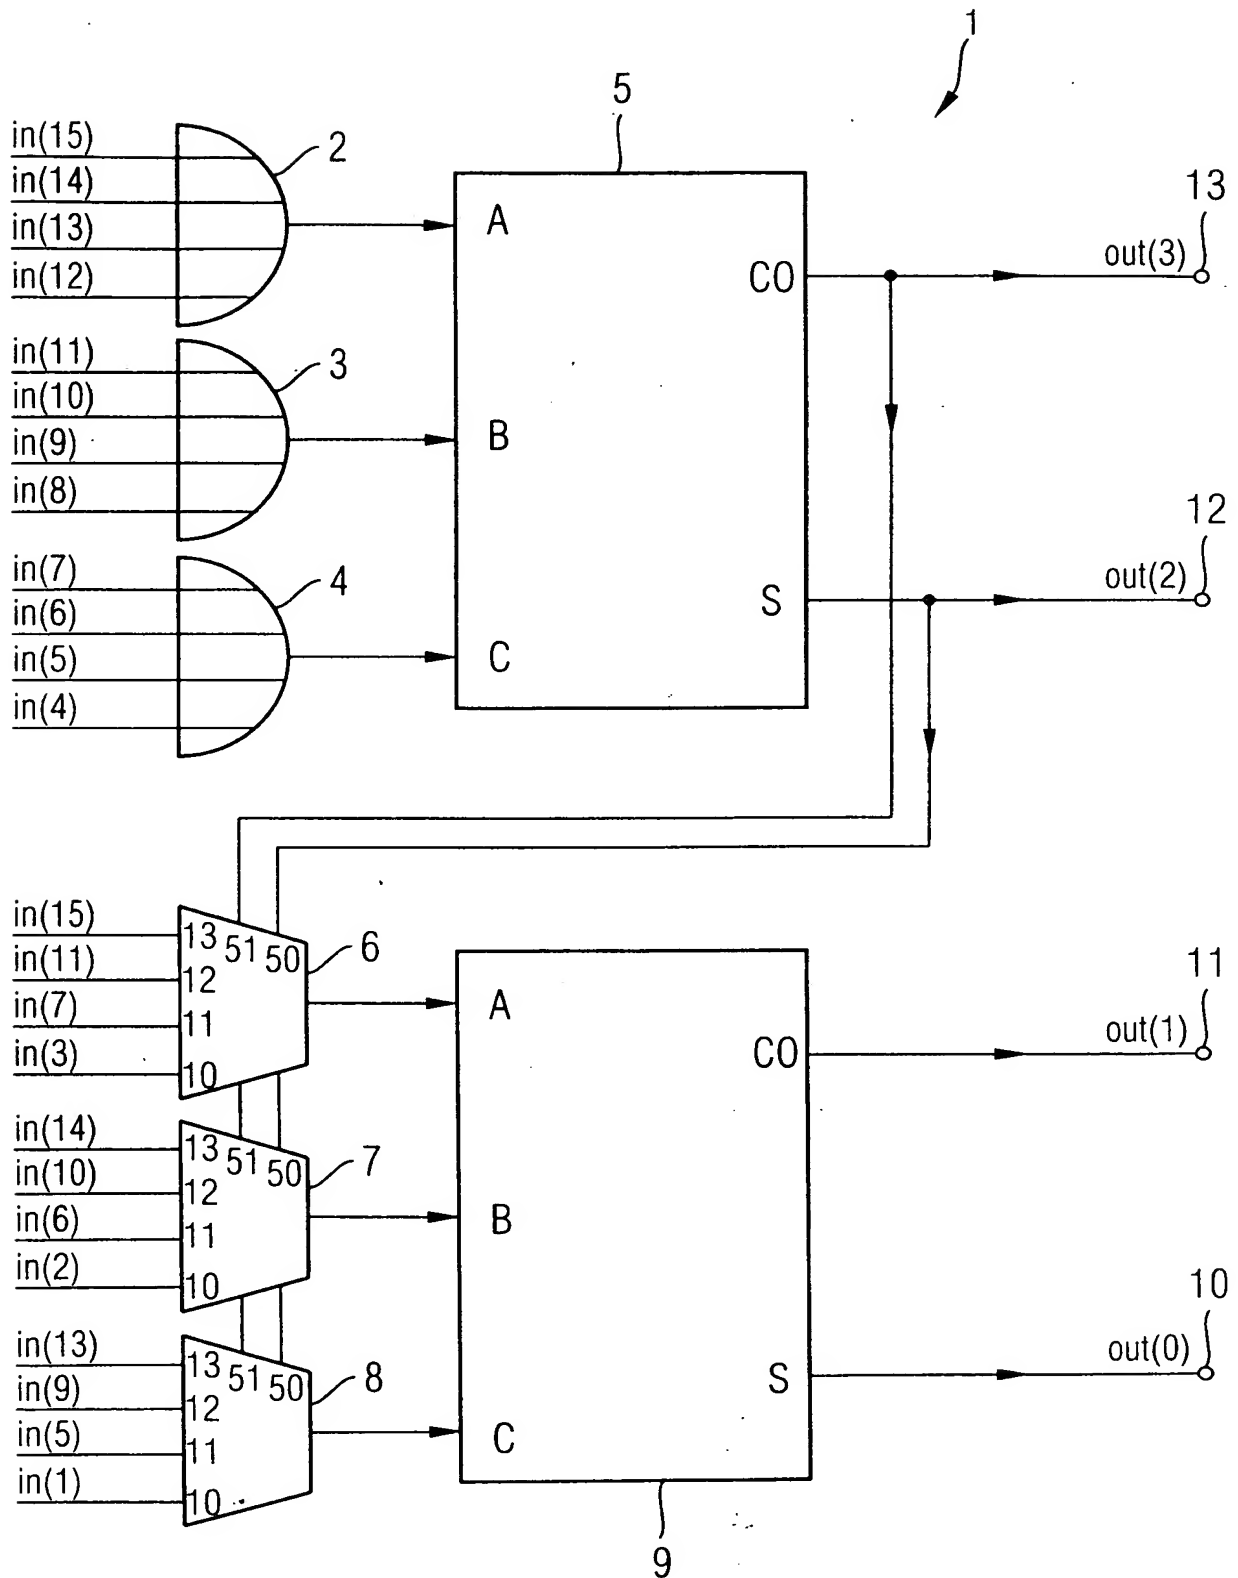 1
5
in(15)
in(14)
in(13)
in(12)
2
A
CO
out(3)
13
in(11)
in(10)
in(9)
in(8)
3
B
in(7)
in(6)
in(5)
in(4)
4
C
S
out(2)
12
in(15)
in(11)
in(7)
in(3)
13
12
11
10
51
50
6
A
CO
out(1)
11
in(14)
in(10)
in(6)
in(2)
13
12
11
10
51
50
7
B
in(13)
in(9)
in(5)
in(1)
13
12
11
10
51
50
8
C
S
out(0)
10
9